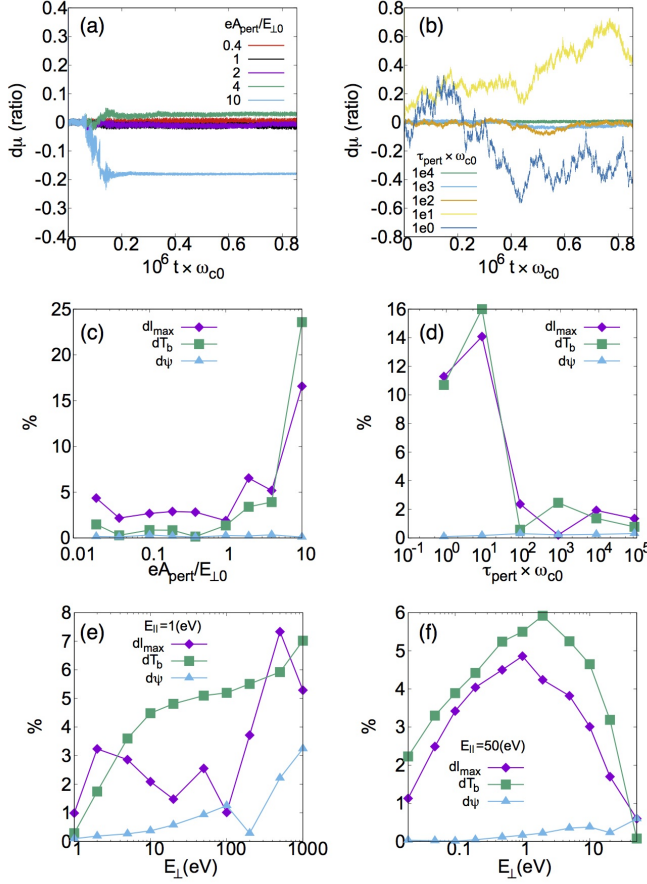 (a)
eA_pert/E_⊥0
0.4
1
2
4
10
dμ (ratio)
0.4
0.3
0.2
0.1
0
-0.1
-0.2
-0.3
-0.4
0
0.2
0.4
0.6
0.8
10^6 t × ω_c0
(b)
dμ (ratio)
0.8
0.6
0.4
0.2
0
-0.2
-0.4
-0.6
-0.8
τ_pert × ω_c0
1e4
1e3
1e2
1e1
1e0
0
0.2
0.4
0.6
0.8
10^6 t × ω_c0
(c)
dI_max
dT_b
dψ
%
25
20
15
10
5
0
0.01
0.1
1
10
eA_pert/E_⊥0
(d)
dI_max
dT_b
dψ
%
16
14
12
10
8
6
4
2
0
10^-1
10^0
10^1
10^2
10^3
10^4
10^5
τ_pert × ω_c0
(e)
E_||=1(eV)
dI_max
dT_b
dψ
%
8
7
6
5
4
3
2
1
0
1
10
100
1000
E_⊥(eV)
(f)
E_||=50(eV)
dI_max
dT_b
dψ
%
6
5
4
3
2
1
0
0.1
1
10
E_⊥(eV)